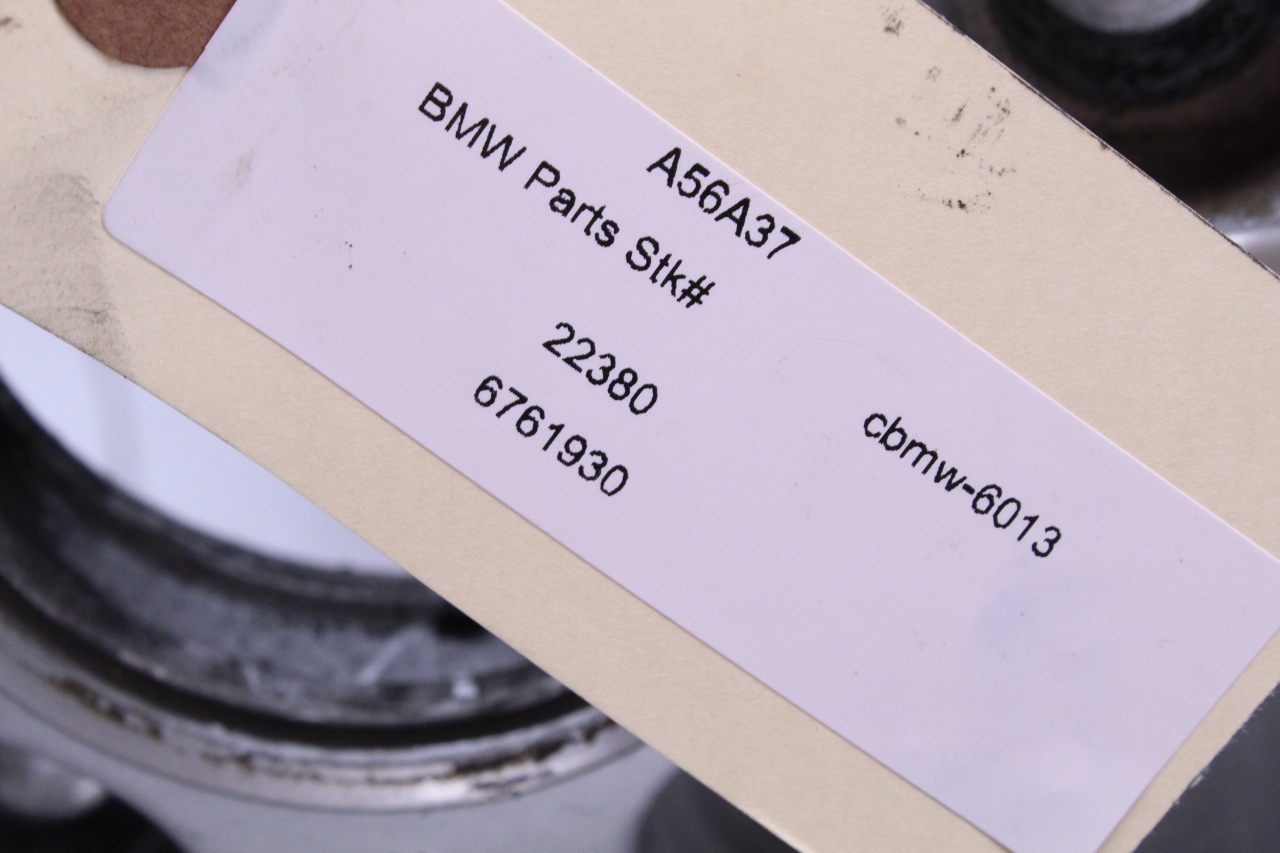 A56A37
BMW Parts Stk#
22380
6761930
cbmw-6013